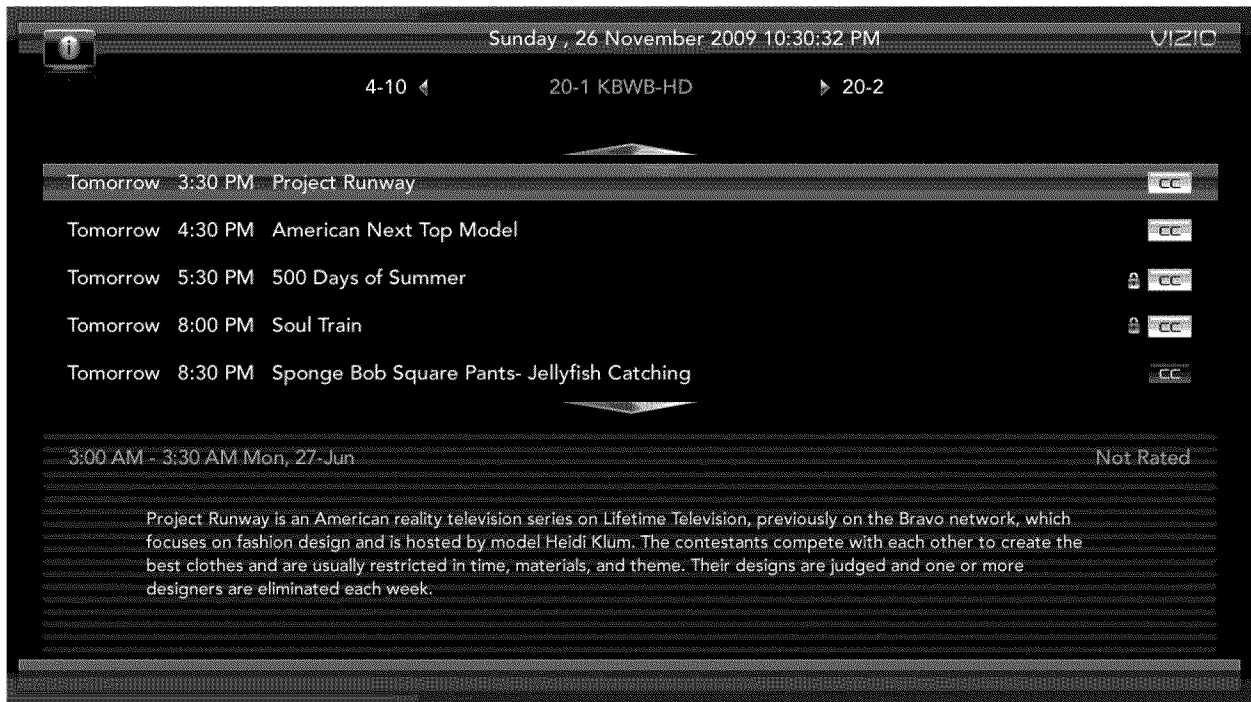 Sunday , 26 November 2009 10:30:32 PM VIZIO
4-10 20-1 KBWB-HD 20-2
Tomorrow 3:30 PM Project Runway CC
Tomorrow 4:30 PM American Next Top Model CC
Tomorrow 5:30 PM 500 Days of Summer CC
Tomorrow 8:00 PM Soul Train CC
Tomorrow 8:30 PM Sponge Bob Square Pants- Jellyfish Catching CC
3:00 AM - 3:30 AM Mon, 27-Jun Not Rated
Project Runway is an American reality television series on Lifetime Television, previously on the Bravo network, which
focuses on fashion design and is hosted by model Heidi Klum. The contestants compete with each other to create the
best clothes and are usually restricted in time, materials, and theme. Their designs are judged and one or more
designers are eliminated each week.